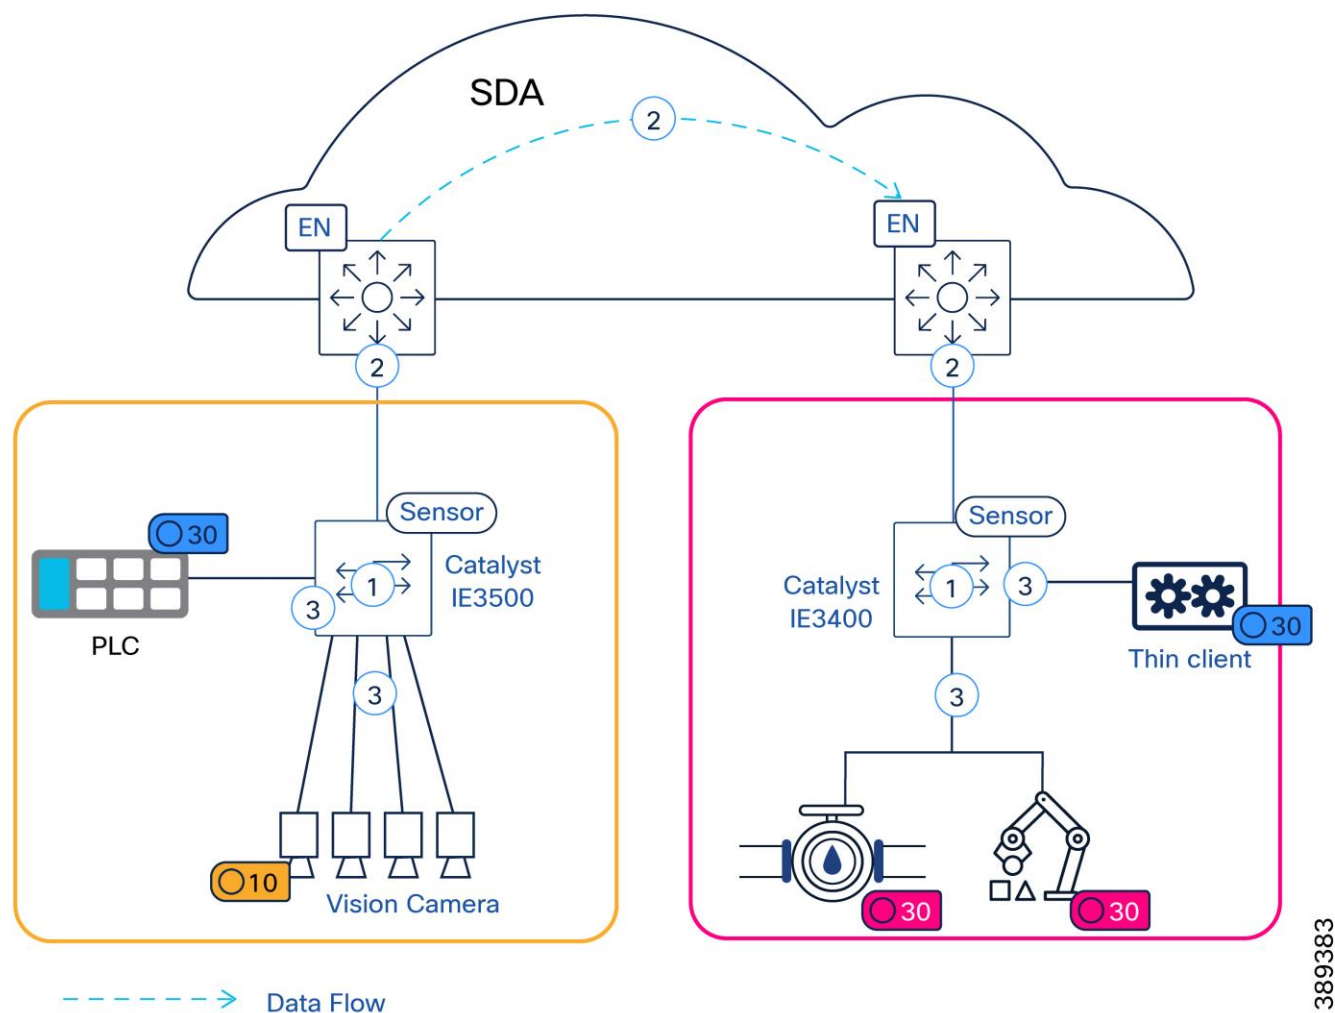 SDA
2
EN
EN
2
2
Sensor
Sensor
30
Catalyst
IE3500
1
3
PLC
Catalyst
IE3400
1
3
30
Thin client
3
3
10
Vision Camera
30
30
Data Flow
389383